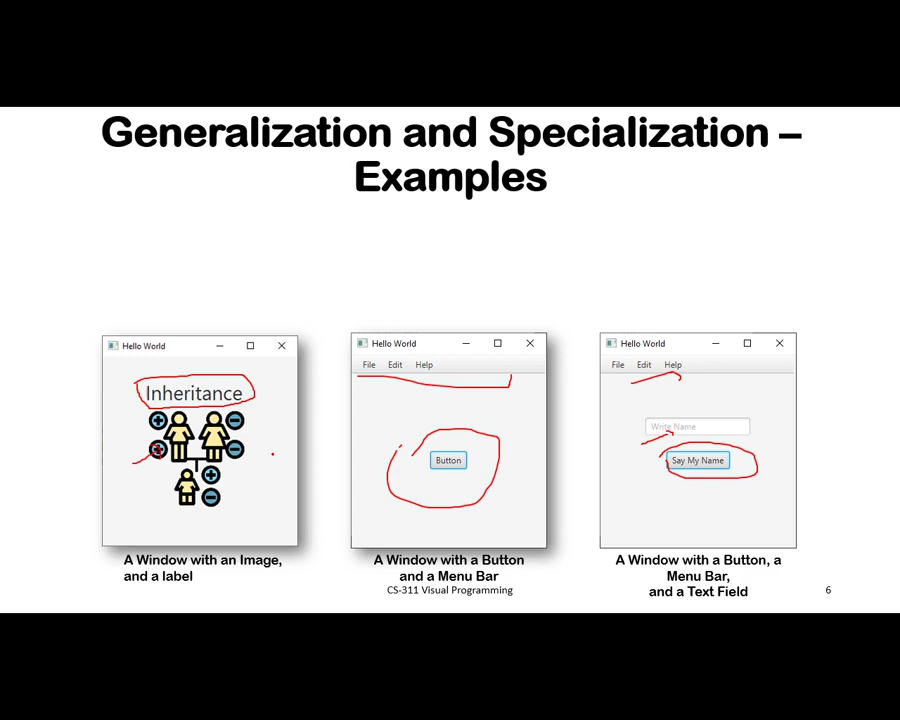 Generalization and Specialization –
Examples
Hello World
Inheritance
A Window with an Image,
and a label
Hello World
File Edit Help
Button
A Window with a Button
and a Menu Bar
Hello World
File Edit Help
Write Name
Say My Name
A Window with a Button, a
Menu Bar,
and a Text Field
CS-311 Visual Programming
6